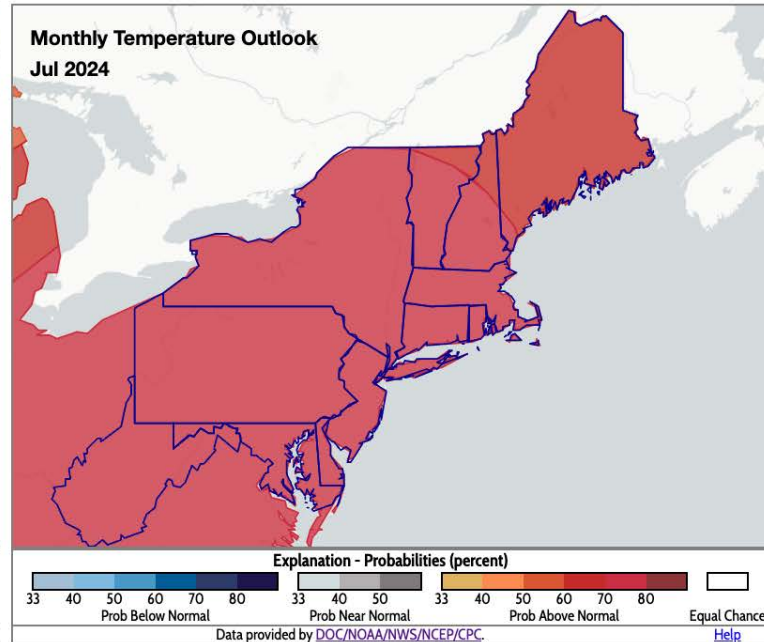 Monthly Temperature Outlook
Jul 2024
Explanation - Probabilities (percent)
33 40 50 60 70 80 33 40 50 33 40 50 60 70 80
Prob Below Normal Prob Near Normal Prob Above Normal Equal Chance
Data provided by DOC/NOAA/NWS/NCEP/CPC. Help